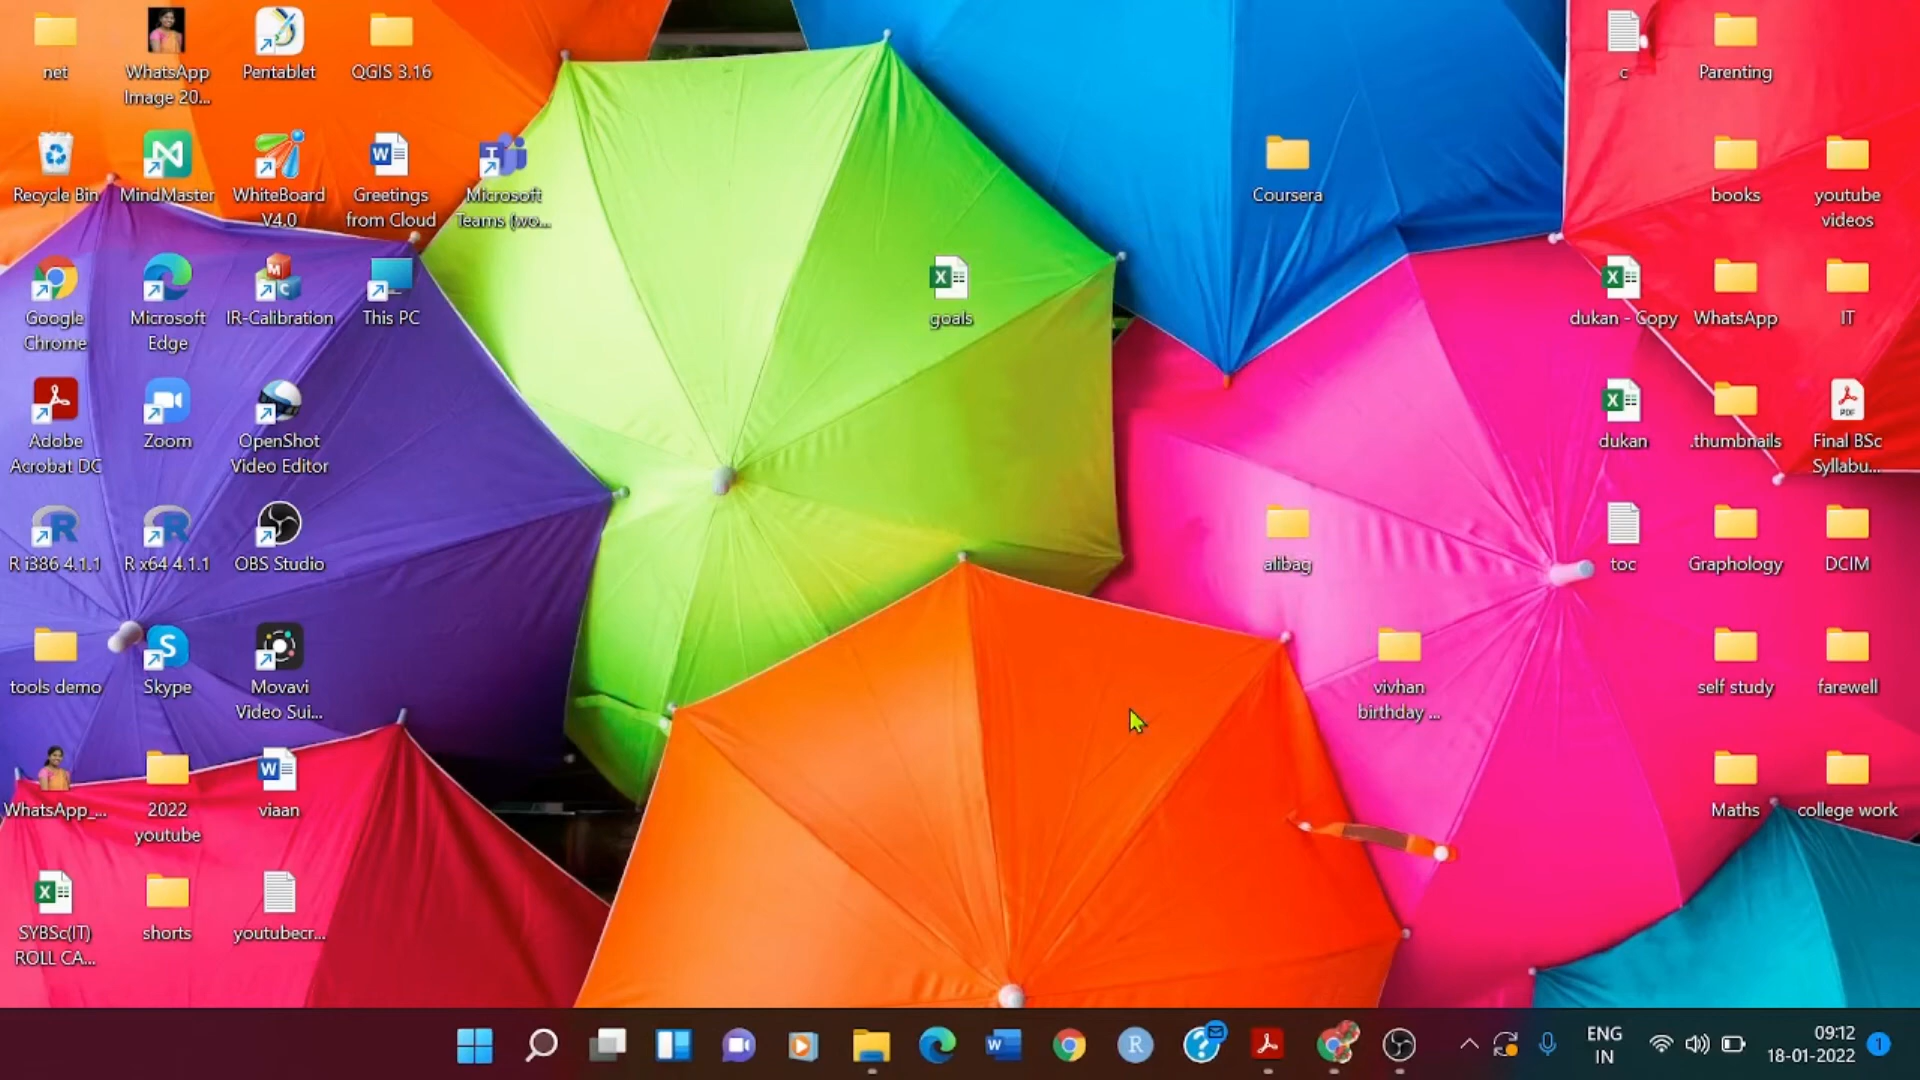 net
WhatsApp
Image 20...
Pentablet
QGIS 3.16
c
Parenting
Recycle Bin
MindMaster
WhiteBoard
V4.0
Greetings
from Cloud
Microsoft
Teams (wo...
Coursera
books
youtube
videos
Google
Chrome
Microsoft
Edge
IR-Calibration
This PC
goals
dukan - Copy
WhatsApp
IT
Adobe
Acrobat DC
Zoom
OpenShot
Video Editor
dukan
.thumbnails
Final BSc
Syllabu...
R i386 4.1.1
R x64 4.1.1
OBS Studio
alibag
toc
Graphology
DCIM
tools demo
Skype
Movavi
Video Sui...
vivhan
birthday ...
self study
farewell
WhatsApp_...
2022
youtube
viaan
Maths
college work
SYBSc(IT)
ROLL CA...
shorts
youtubecr...
ENG
IN
09:12
18-01-2022
1